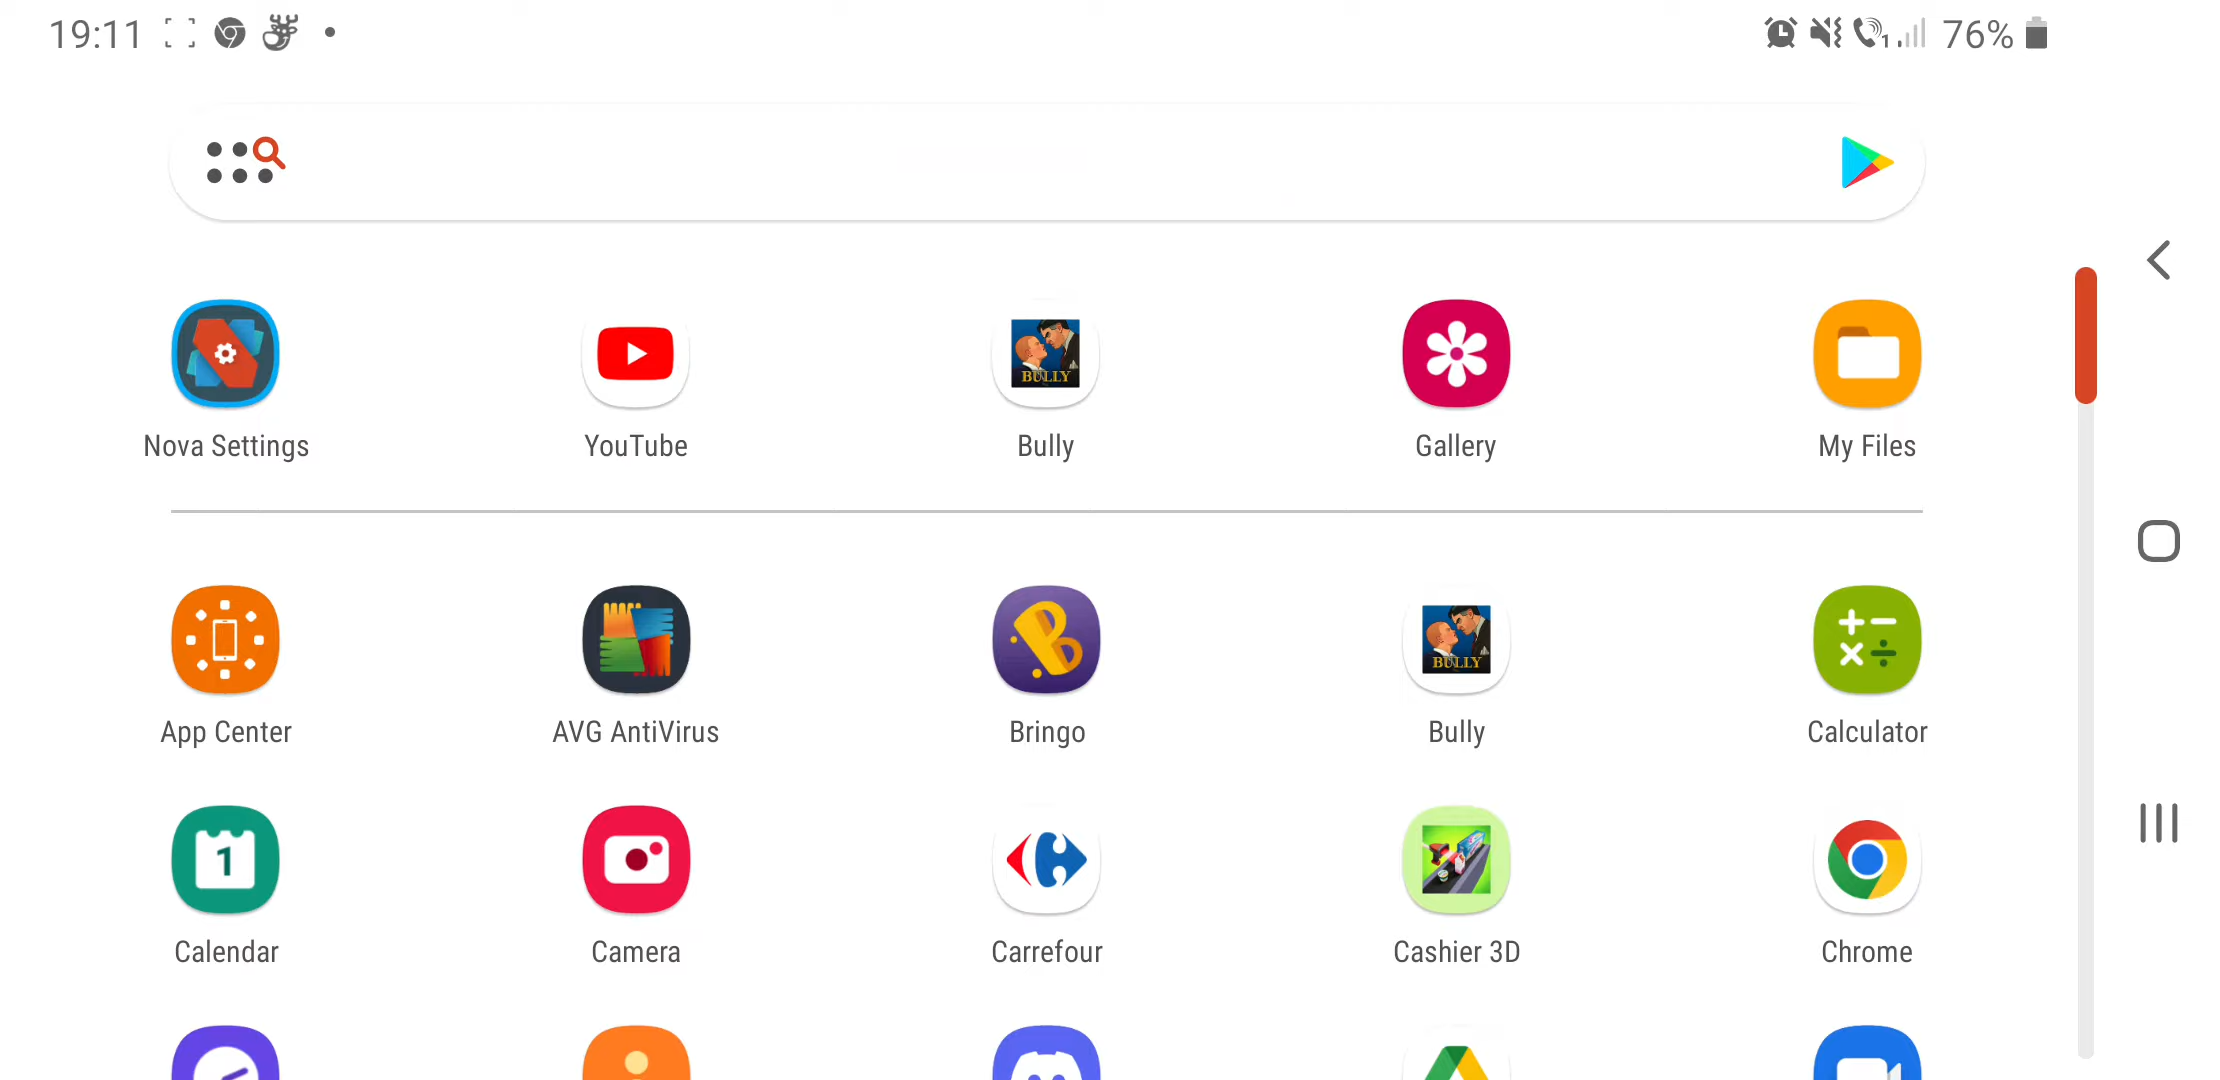 19:11 1 76%
Nova Settings YouTube BULLY Bully Gallery My Files
App Center AVG AntiVirus Bringo BULLY Bully Calculator
1
Calendar Camera Carrefour Cashier 3D Chrome